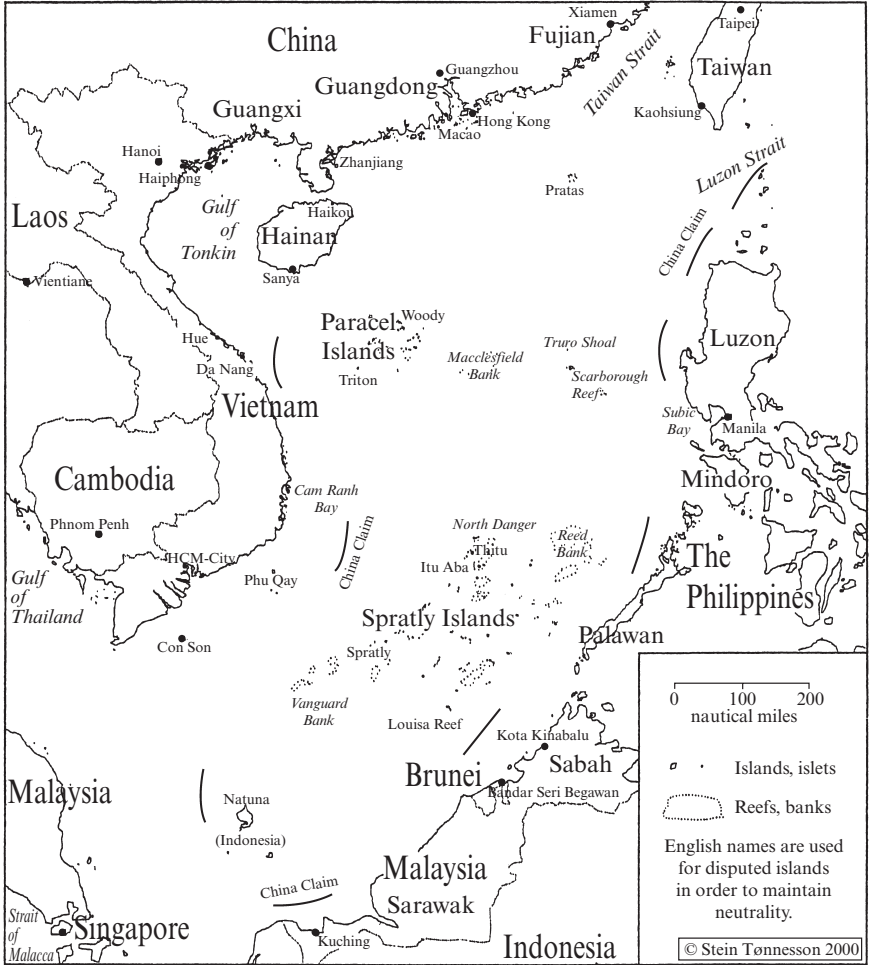 Xiamen
Taipei
China
Fujian
Taiwan Strait
Guangzhou
Taiwan
Guangdong
Guangxi
Kaohsiung
Hong Kong
Macao
Hanoi
Zhanjiang
Luzon Strait
Haiphong
Pratas
Laos
Gulf
of
Tonkin
Haikou
Hainan
China Claim
Sanya
Vientiane
Paracel
Islands
Woody
Hue
Truro Shoal
Luzon
Macclesfield
Bank
Da Nang
Triton
Scarborough
Reef
Vietnam
Subic
Bay
Manila
Cambodia
Mindoro
Cam Ranh
Bay
Phnom Penh
North Danger
Reed
Bank
China Claim
Thitu
The
Philippines
HCM-City
Itu Aba
Gulf
of
Thailand
Phu Qay
Spratly Islands
Palawan
Con Son
Spratly
Vanguard
Bank
Louisa Reef
0 100 200
nautical miles
Kota Kinabalu
Sabah
Brunei
Bandar Seri Begawan
Islands, islets
Malaysia
Natuna
(Indonesia)
Reefs, banks
English names are used
for disputed islands
in order to maintain
neutrality.
Malaysia
Sarawak
China Claim
Strait
of
Malacca
Singapore
Kuching
Indonesia
© Stein Tønnesson 2000